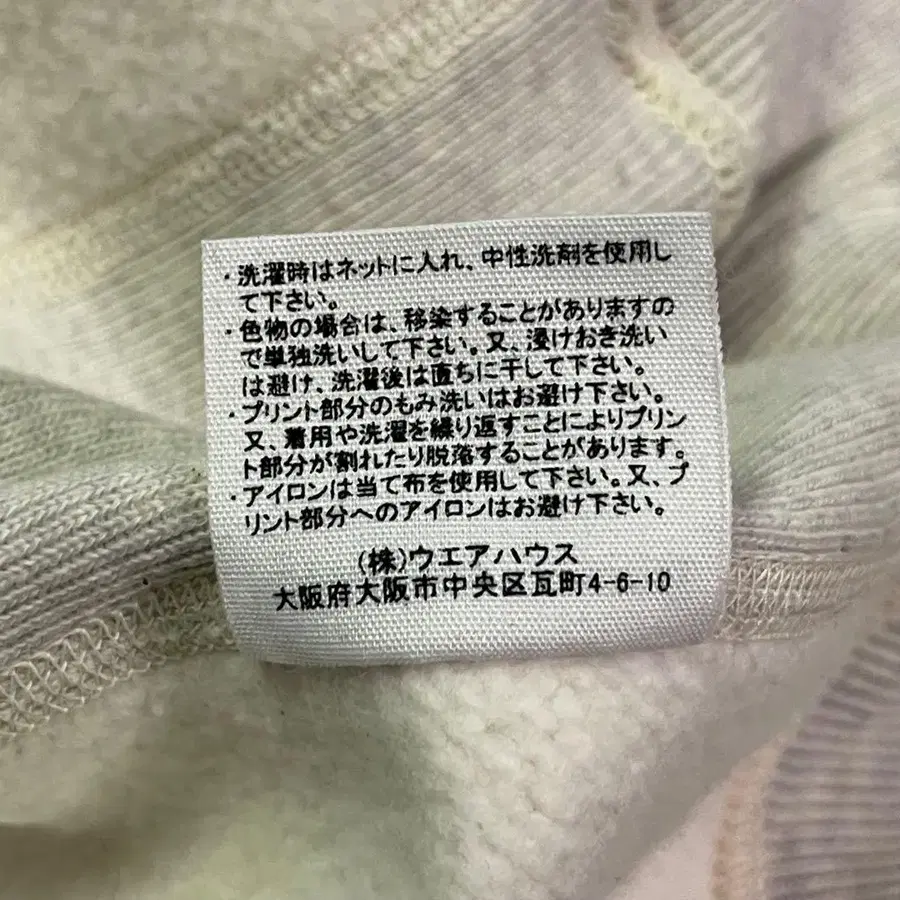 ・洗濯時はネットに入れ、中性洗剤を使用し
て下さい。
・色物の場合は、移染することがありますの
で単独洗いして下さい。又、浸けおき洗い
は避け、洗濯後は直ちに干して下さい。
・プリント部分のもみ洗いはお避け下さい。
又、着用や洗濯を繰り返すことによりプリン
ト部分が割れたり脱落することがあります。
・アイロンは当て布を使用して下さい。又、プ
リント部分へのアイロンはお避け下さい。
(株)ウエアハウス
大阪府大阪市中央区瓦町4-6-10